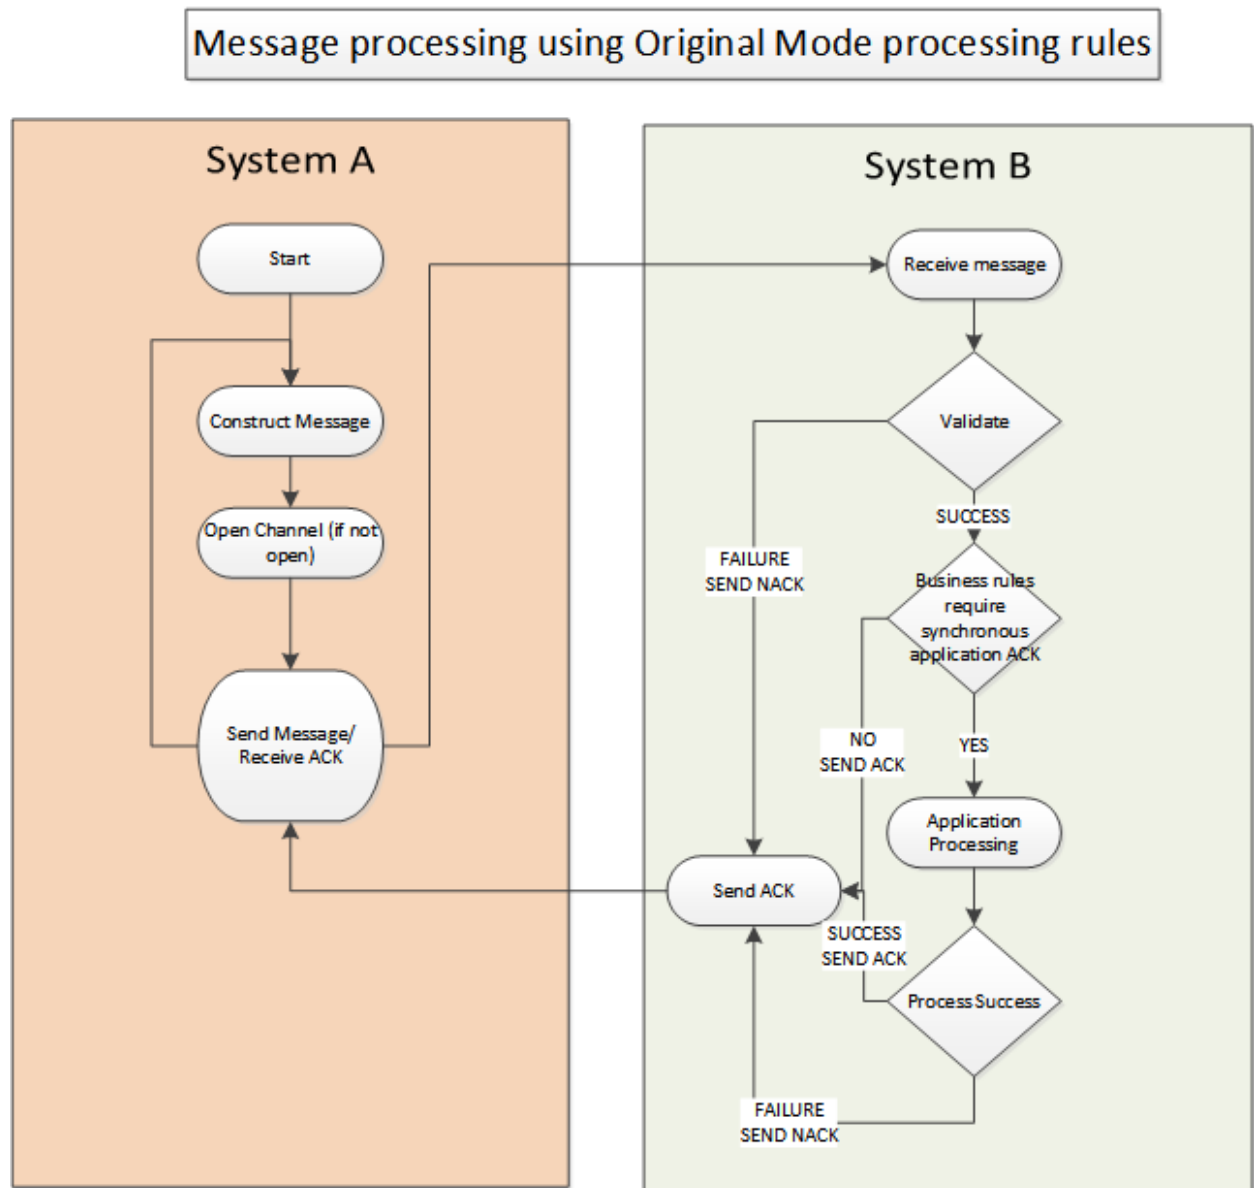 Message processing using Original Mode processing rules
System A
Start
Construct Message
Open Channel (if not
open)
Send Message/
Receive ACK
System B
Receive message
Validate
SUCCESS
FAILURE
SEND NACK
Business rules
require
synchronous
application ACK
NO
SEND ACK
YES
Application
Processing
Send ACK
SUCCESS
SEND ACK
Process Success
FAILURE
SEND NACK